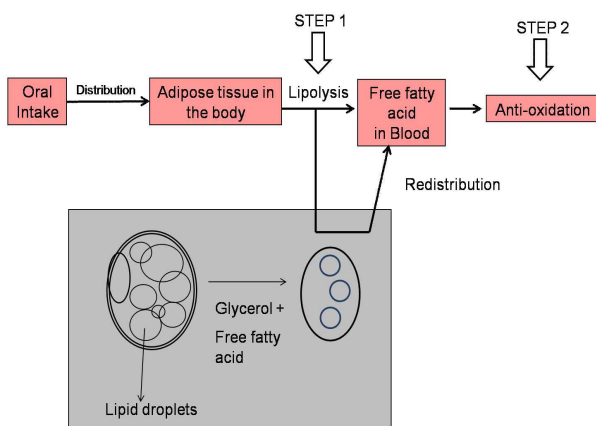 STEP 1
STEP 2
Oral
Intake
Distribution
Adipose tissue in
the body
Lipolysis
Free fatty
acid
in Blood
Anti-oxidation
Redistribution
Glycerol +
Free fatty
acid
Lipid droplets